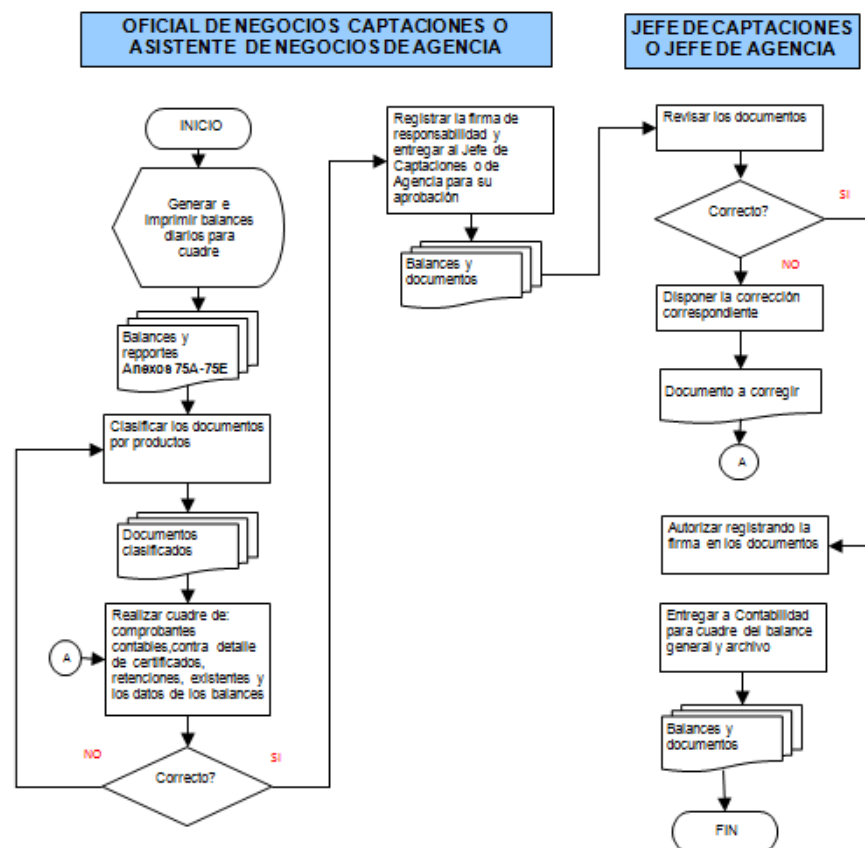 OFICIAL DE NEGOCIOS CAPTACIONES O
ASISTENTE DE NEGOCIOS DE AGENCIA
INICIO
Generar e
imprimir balances
diarios para
cuadre
Balances y
repportes
Anexos 75A-75E
Clasificar los documentos
por productos
Documentos
clasificados
Realizar cuadre de:
comprobantes
contables,contra detalle
de certificados,
retenciones, existentes y
los datos de los balances
A
NO
SI
Correcto?
Registrar la firma de
responsabilidad y
entregar al Jefe de
Captaciones o de
Agencia para su
aprobación
Balances y
documentos
JEFE DE CAPTACIONES
O JEFE DE AGENCIA
Revisar los documentos
SI
Correcto?
NO
Disponer la corrección
correspondiente
Documento a corregir
A
Autorizar registrando la
firma en los documentos
Entregar a Contabilidad
para cuadre del balance
general y archivo
Balances y
documentos
FIN